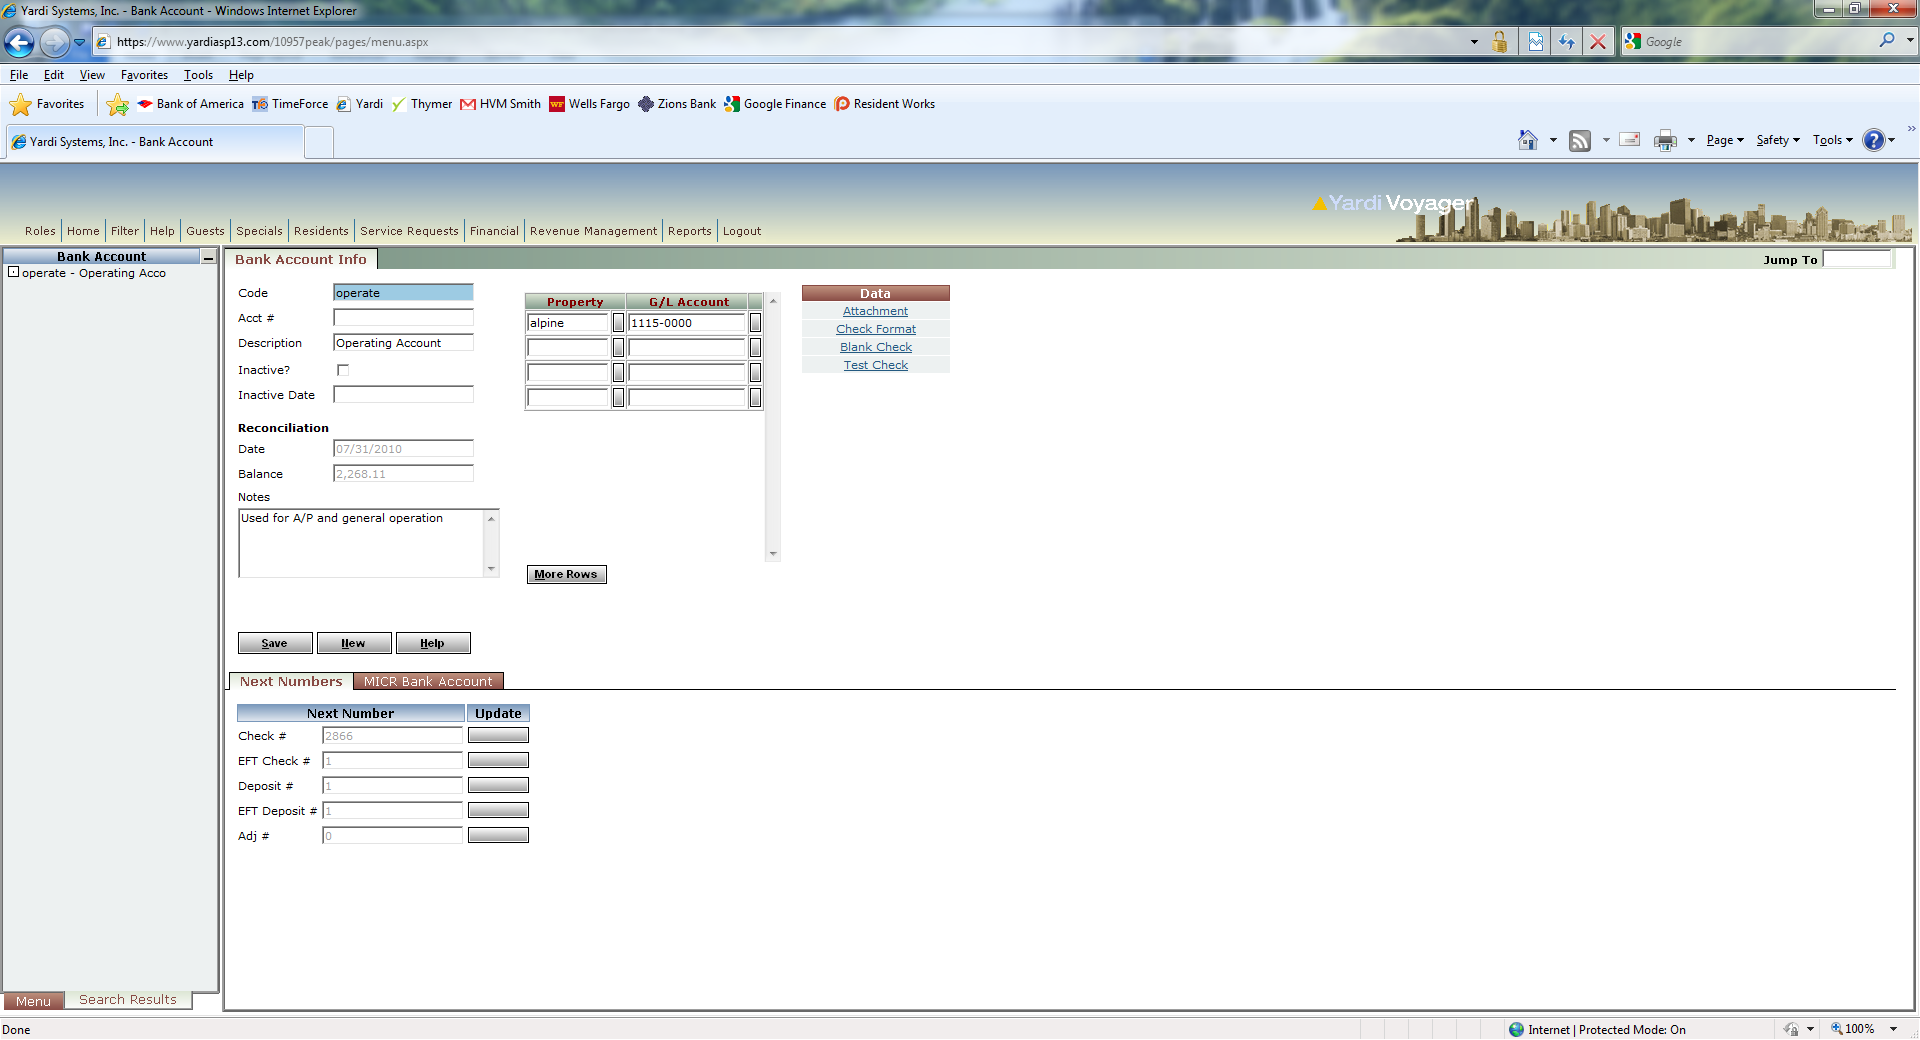 Yardi Systems, Inc. - Bank Account - Windows Internet Explorer
https://www.yardiasp13.com/10957peak/pages/menu.aspx
Google
File Edit View Favorites Tools Help
Favorites Bank of America TimeForce Yardi Thymer HVM Smith Wells Fargo Zions Bank Google Finance Resident Works
Yardi Systems, Inc. - Bank Account
Page Safety Tools
Yardi Voyager
Roles Home Filter Help Guests Specials Residents Service Requests Financial Revenue Management Reports Logout
Bank Account
operate - Operating Acco
Bank Account Info
Jump To
Code operate
Acct #
Description Operating Account
Inactive?
Inactive Date
Reconciliation
Date 07/31/2010
Balance 2,268.11
Notes
Used for A/P and general operation
Property G/L Account
alpine 1115-0000
More Rows
Data
Attachment
Check Format
Blank Check
Test Check
Save New Help
Next Numbers MICR Bank Account
Next Number Update
Check # 2866
EFT Check # 1
Deposit # 1
EFT Deposit # 1
Adj # 0
Menu Search Results
Done
Internet | Protected Mode: On
100%